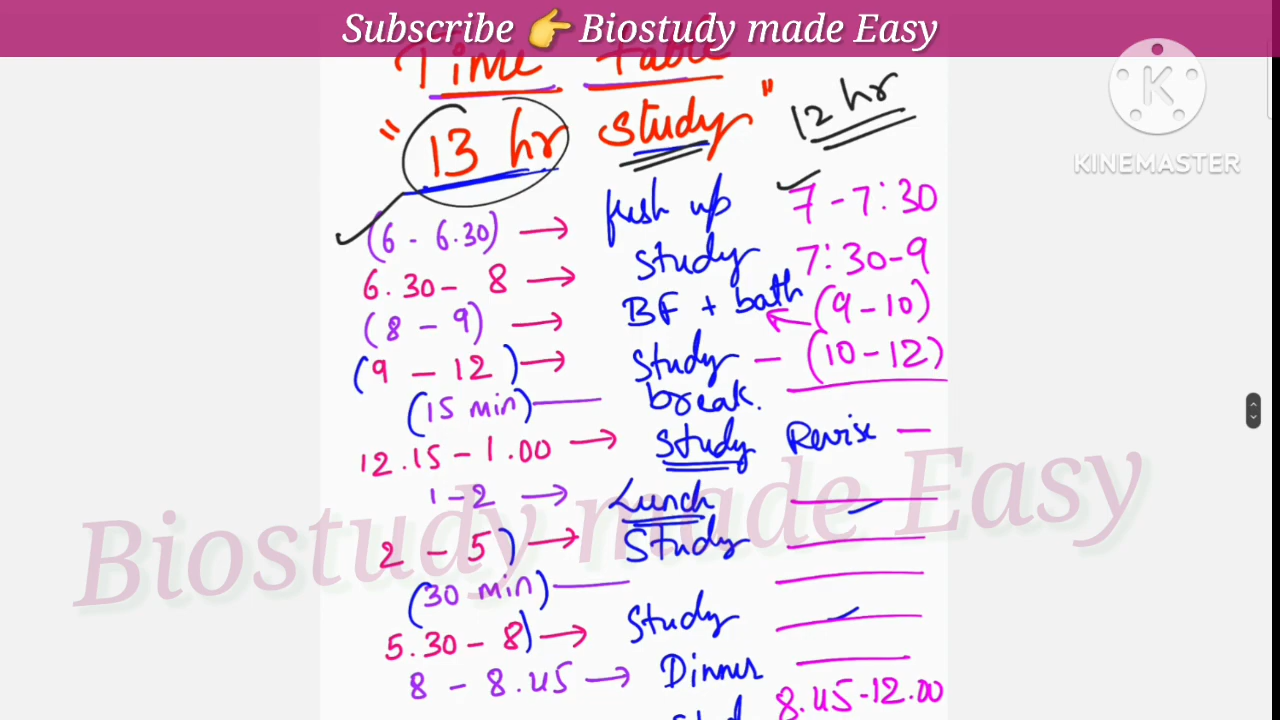 Subscribe 👉 Biostudy made Easy
Time table
"13 hr study" 12 hr
(6 - 6.30) → push up 7 - 7:30
6.30 - 8 → study 7:30-9
(8 - 9) → BF + bath ← (9 - 10)
(9 - 12) → study - (10 - 12)
(15 min) — break.
12.15 - 1.00 → study Revise —
1-2 → Lunch
2 - 5) → Study
(30 min) —
5.30 - 8) → study
8 - 8.45 → Dinner
8.45-12.00
KINEMASTER
Biostudy made Easy